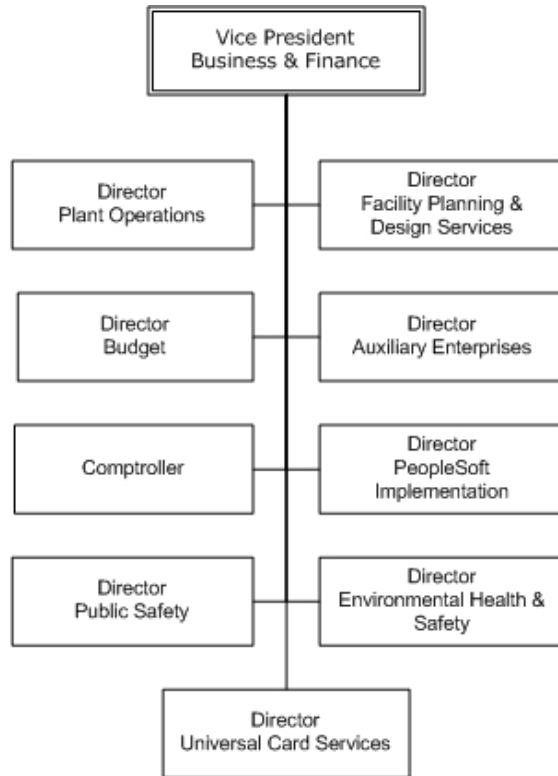 Vice President
Business & Finance
Director
Plant Operations
Director
Facility Planning &
Design Services
Director
Budget
Director
Auxiliary Enterprises
Comptroller
Director
PeopleSoft
Implementation
Director
Public Safety
Director
Environmental Health &
Safety
Director
Universal Card Services